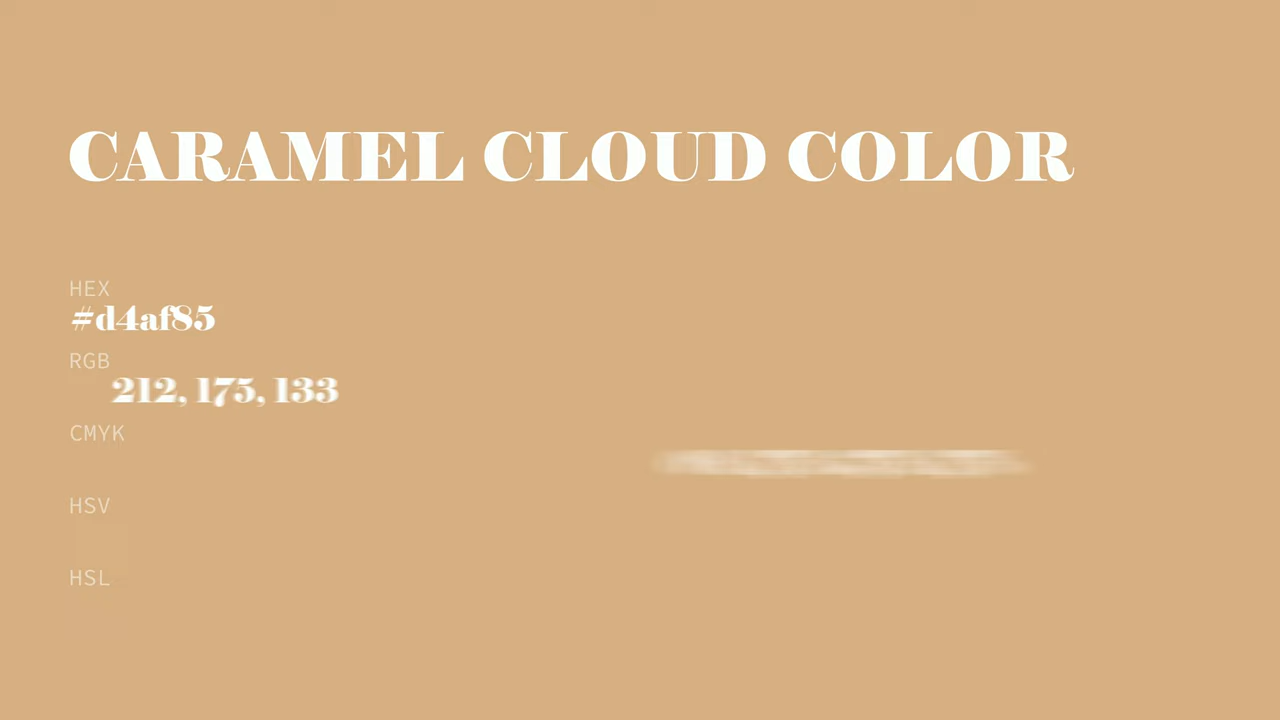 CARAMEL CLOUD COLOR
HEX
#d4af85
RGB
212, 175, 133
CMYK
HSV
HSL